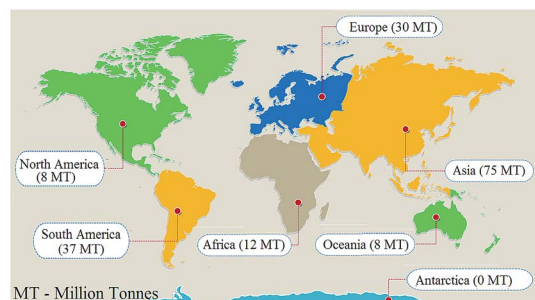 Europe (30 MT)
North America
(8 MT)
Asia (75 MT)
South America
(37 MT)
Africa (12 MT)
Oceania (8 MT)
Antarctica (0 MT)
MT - Million Tonnes